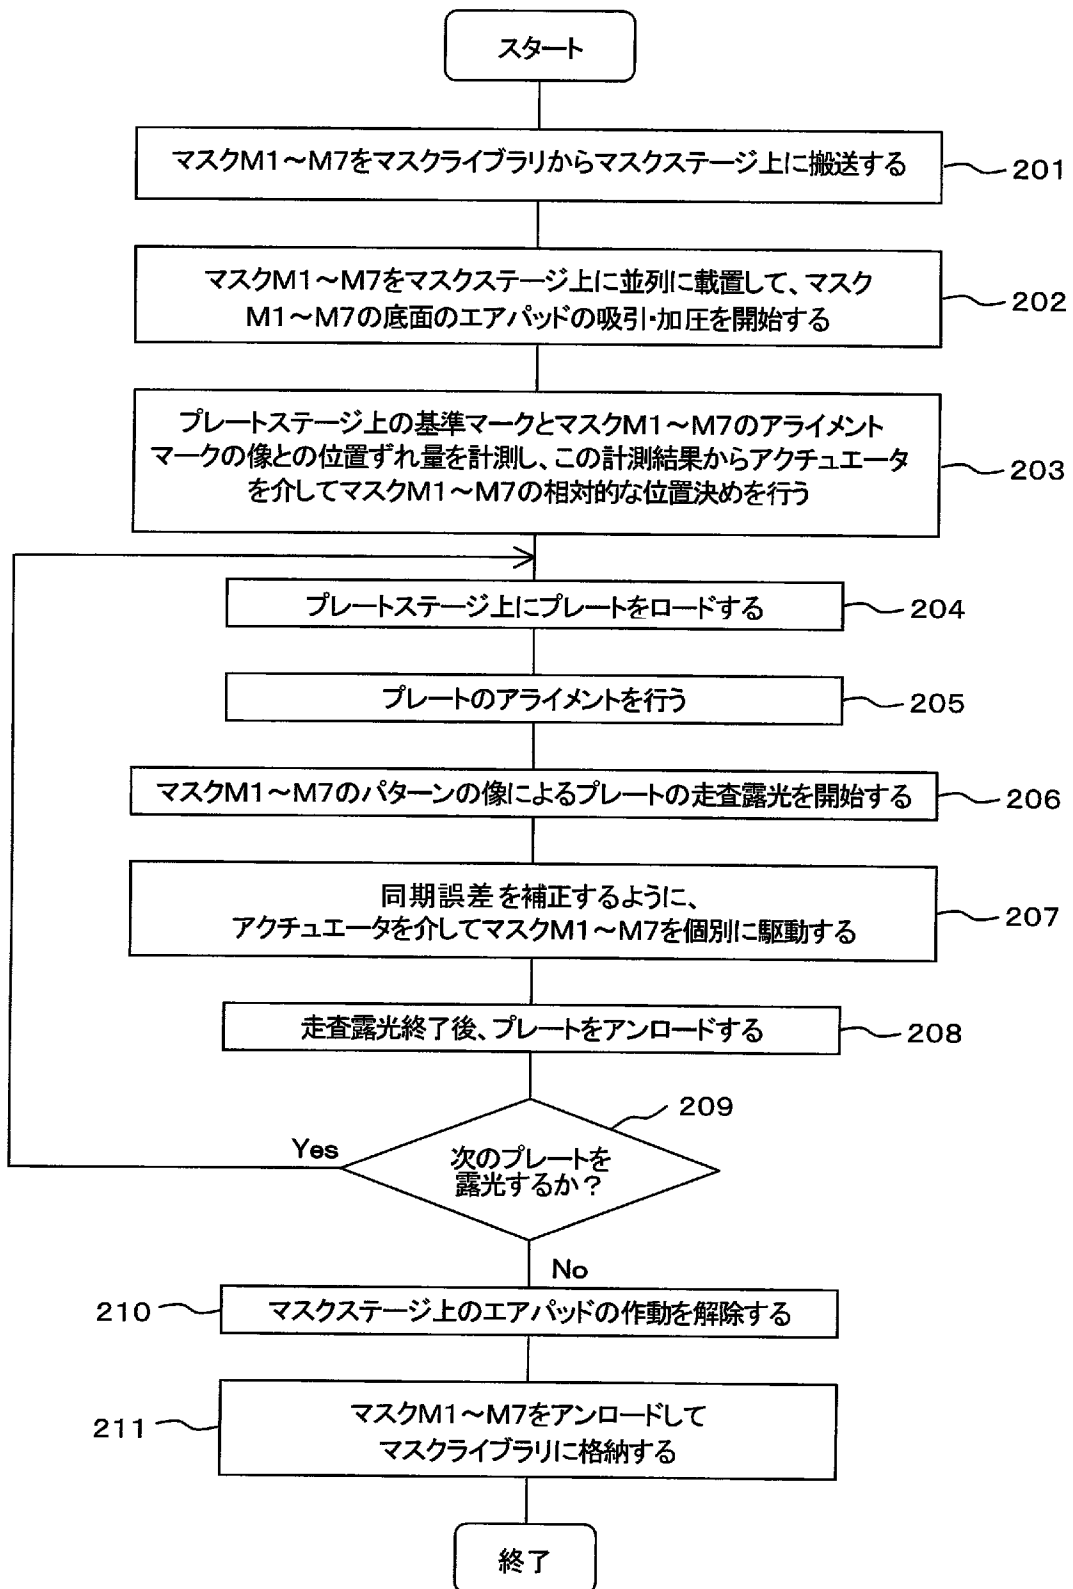 スタート
マスクM1～M7をマスクライブラリからマスクステージ上に搬送する
201
マスクM1～M7をマスクステージ上に並列に載置して、マスク
M1～M7の底面のエアパッドの吸引・加圧を開始する
202
プレートステージ上の基準マークとマスクM1～M7のアライメント
マークの像との位置ずれ量を計測し、この計測結果からアクチュエータ
を介してマスクM1～M7の相対的な位置決めを行う
203
プレートステージ上にプレートをロードする
204
プレートのアライメントを行う
205
マスクM1～M7のパターンの像によるプレートの走査露光を開始する
206
同期誤差を補正するように、
アクチュエータを介してマスクM1～M7を個別に駆動する
207
走査露光終了後、プレートをアンロードする
208
209
Yes
次のプレートを
露光するか？
No
210
マスクステージ上のエアパッドの作動を解除する
211
マスクM1～M7をアンロードして
マスクライブラリに格納する
終了